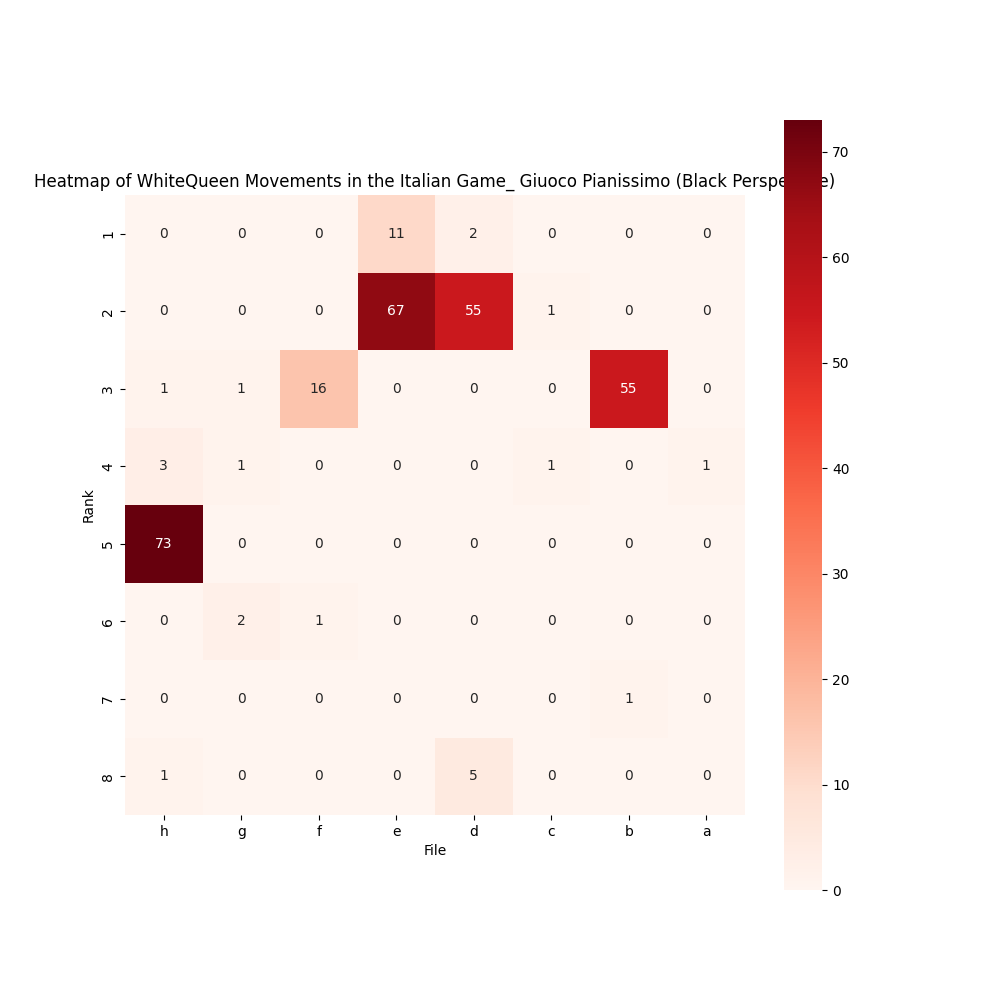 Heatmap of WhiteQueen Movements in the Italian Game_ Giuoco Pianissimo (Black Perspe e)
70
60
50
40
30
20
10
0
1 0 0 0 11 2 0 0 0
2 0 0 0 67 55 1 0 0
3 1 1 16 0 0 0 55 0
4 3 1 0 0 0 1 0 1
Rank
5 73 0 0 0 0 0 0 0
6 0 2 1 0 0 0 0 0
7 0 0 0 0 0 0 1 0
8 1 0 0 0 5 0 0 0
h g f e d c b a
File